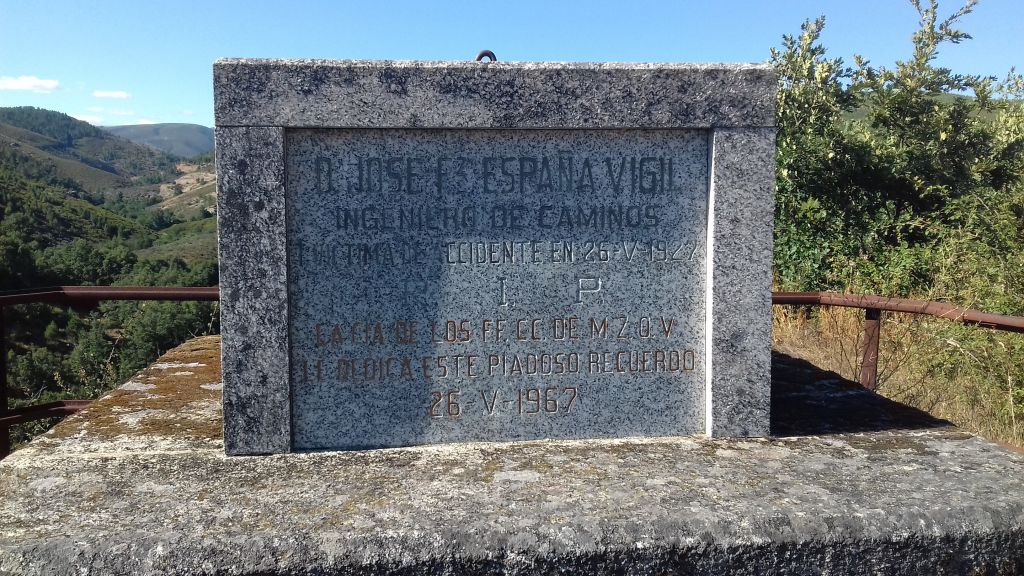 D. JOSE Fz ESPAÑA VIGIL
INGENIERO DE CAMINOS
VICTIMA DE ACCIDENTE EN 26-V-1927
R I P
LA CIA DE LOS FF. CC. DE M.Z.O.V.
LE DEDICA ESTE PIADOSO RECUERDO
26 V-1967